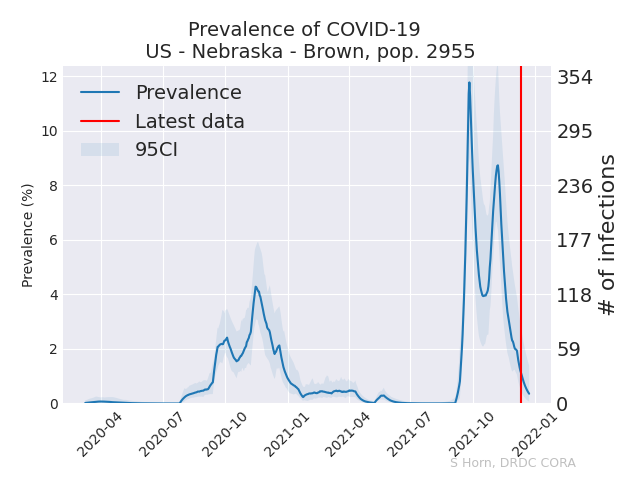 Prevalence of COVID-19
US - Nebraska - Brown, pop. 2955
Prevalence
Latest data
95CI
Prevalence (%)
12
10
8
6
4
2
0
354
295
236
177
118
59
0
# of infections
2020-04
2020-07
2020-10
2021-01
2021-04
2021-07
2021-10
2022-01
S Horn, DRDC CORA